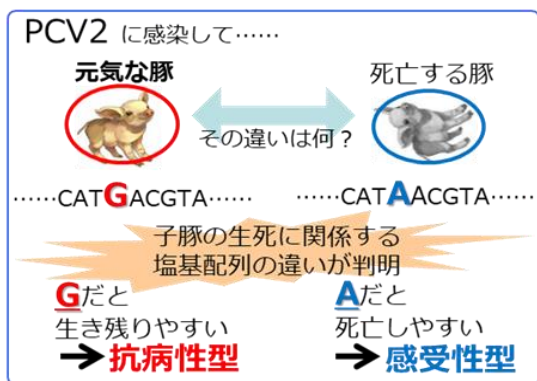 PCV2 に感染して……
元気な豚
死亡する豚
その違いは何？
……CATGACGTA……
……CATAACGTA……
子豚の生死に関係する
塩基配列の違いが判明
Gだと
生き残りやすい
→抗病性型
Aだと
死亡しやすい
→感受性型